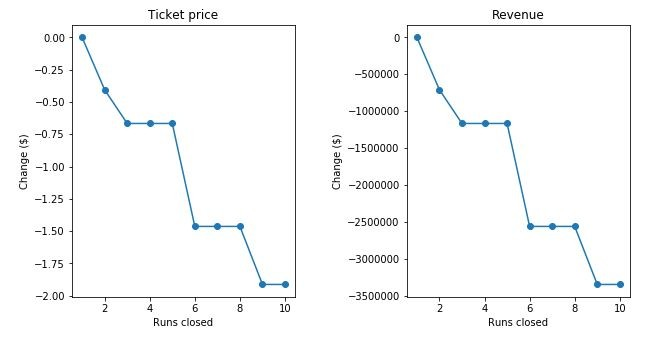 Ticket price
Change ($)
0.00
−0.25
−0.50
−0.75
−1.00
−1.25
−1.50
−1.75
−2.00
2 4 6 8 10
Runs closed
Revenue
Change ($)
0
−500000
−1000000
−1500000
−2000000
−2500000
−3000000
−3500000
2 4 6 8 10
Runs closed